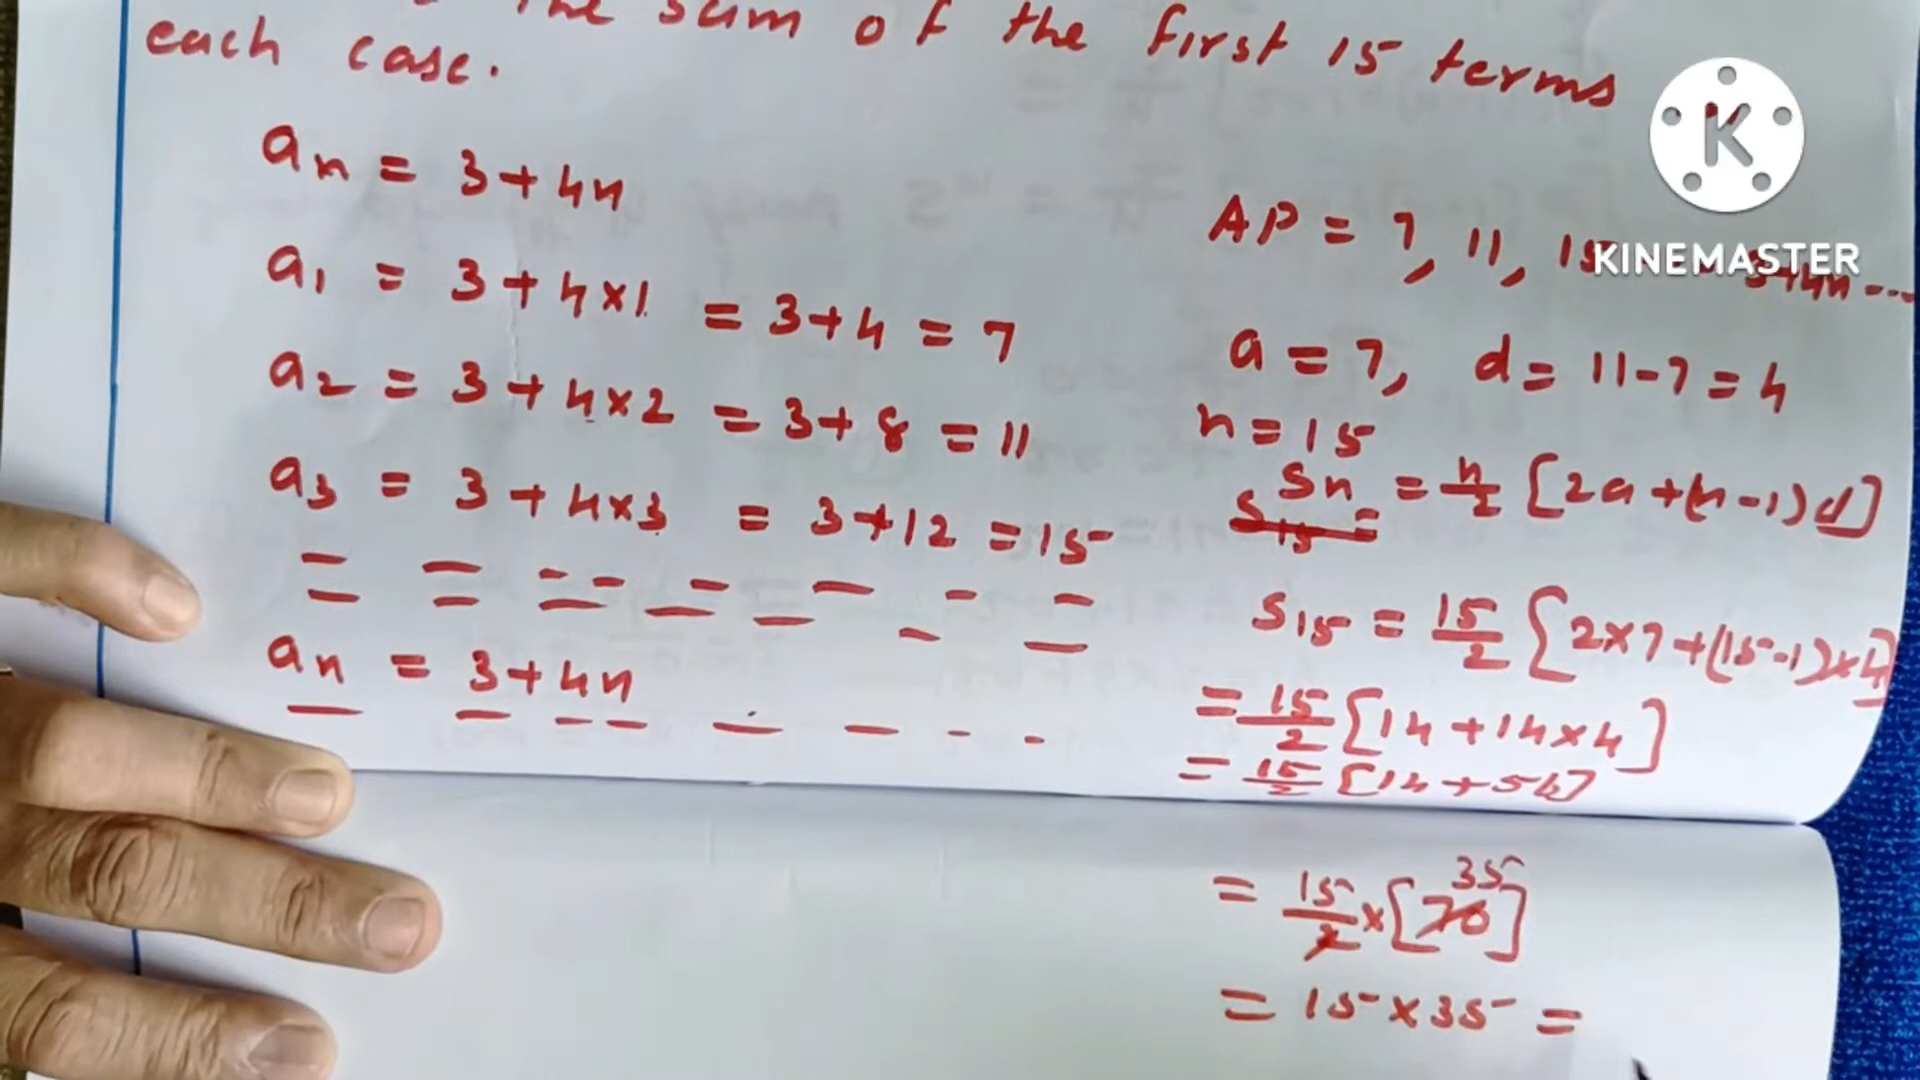 The sum of the first 15 terms
each case.
an = 3+4n
a1 = 3+4×1 = 3+4 = 7
a2 = 3+4×2 = 3+8 = 11
a3 = 3+4×3 = 3+12 = 15
an = 3+4n
AP = 7, 11, 15 3+4n ---
a = 7, d = 11-7 = 4
n = 15
Sn = n/2 [2a+(n-1)d]
S15 =
S15 = 15/2 [2×7+(15-1)×4]
= 15/2 [14+14×4]
= 15/2 [14+56]
= 15/2 × [70] 35
= 15×35 =
K
KINEMASTER